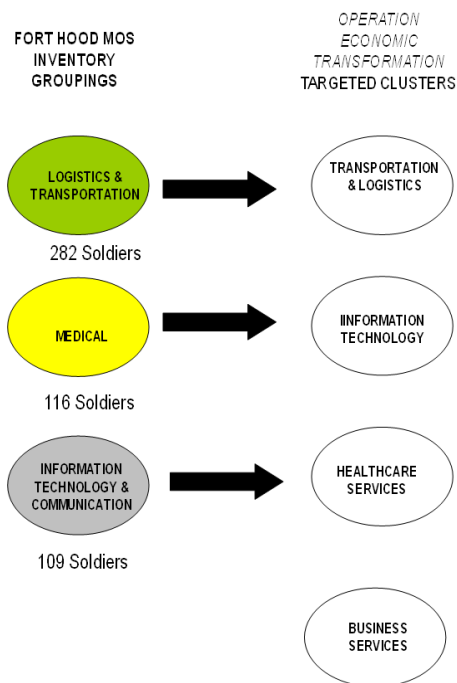 FORT HOOD MOS
INVENTORY
GROUPINGS
OPERATION
ECONOMIC
TRANSFORMATION
TARGETED CLUSTERS
LOGISTICS &
TRANSPORTATION
282 Soldiers
TRANSPORTATION
& LOGISTICS
MEDICAL
116 Soldiers
IINFORMATION
TECHNOLOGY
INFORMATION
TECHNOLOGY &
COMMUNICATION
109 Soldiers
HEALTHCARE
SERVICES
BUSINESS
SERVICES